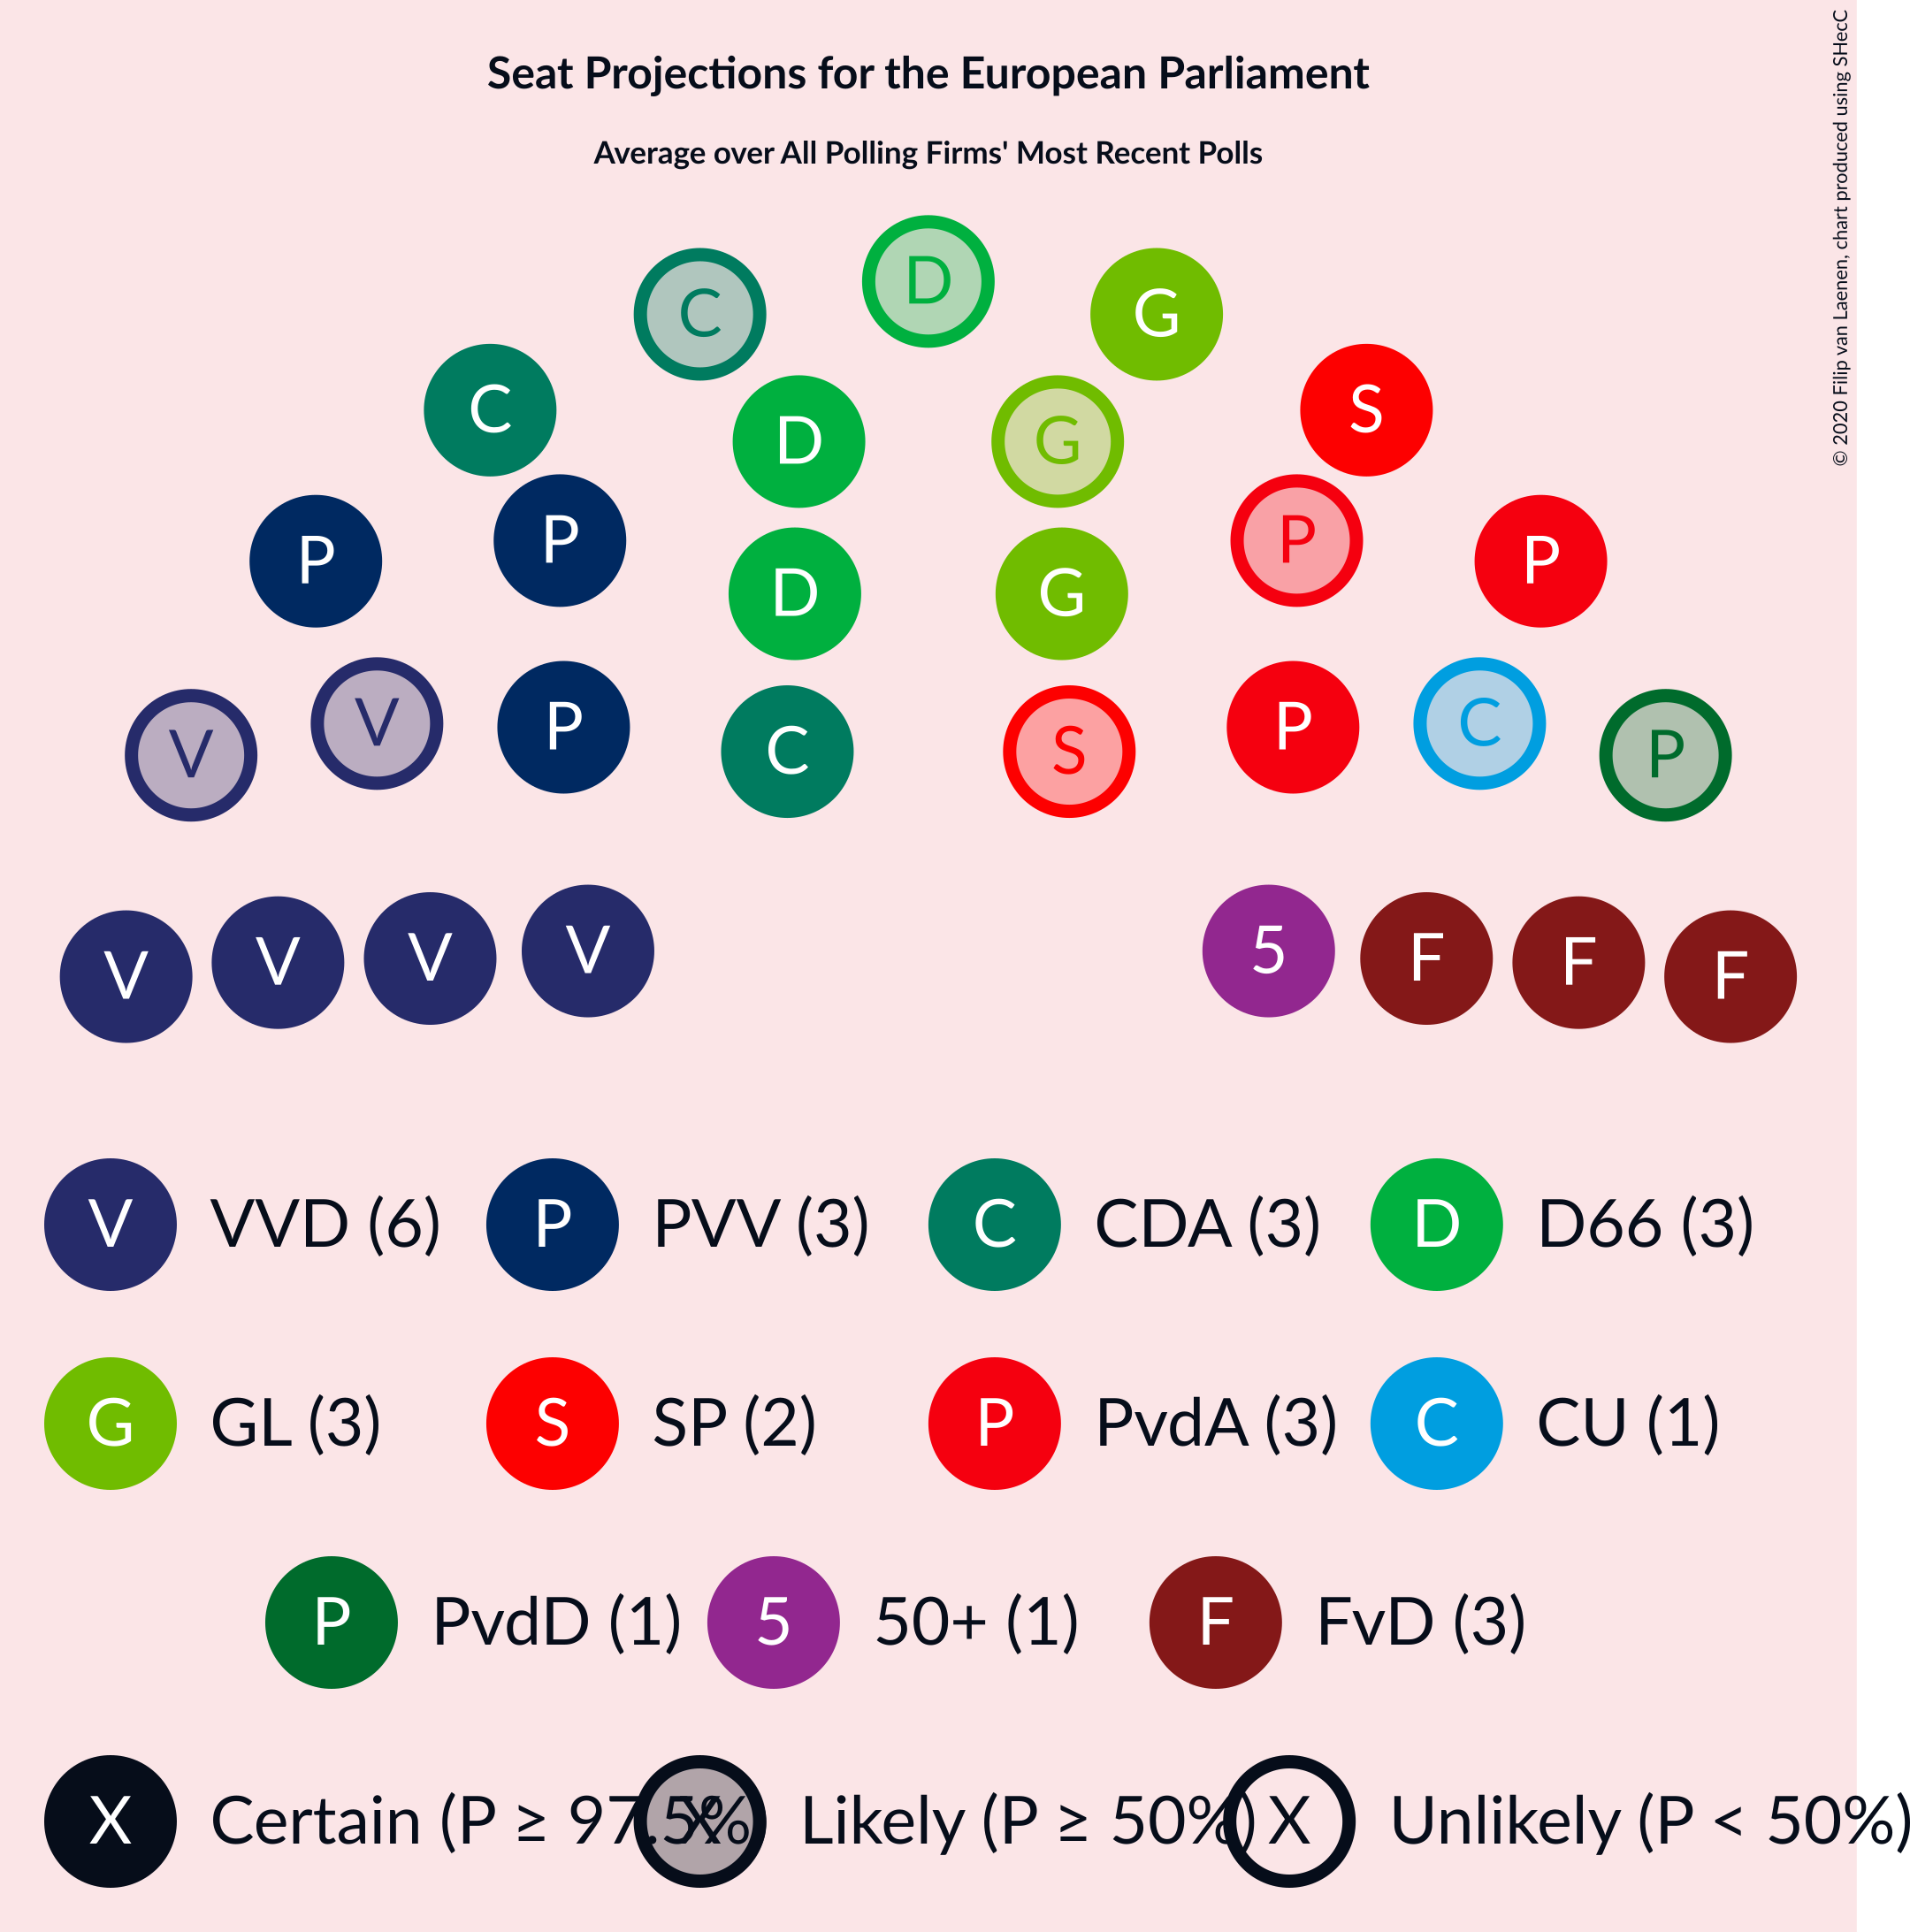 Seat Projections for the European Parliament
Average over All Polling Firms' Most Recent Polls
© 2020 Filip van Laenen, chart produced using SHecC
D
C G
C S
D G
P P
P P
D G
V V P C S P C P
V V V V 5 F F F
V VVD (6) P PVV (3) C CDA (3) D D66 (3)
G GL (3) S SP (2) P PvdA (3) C CU (1)
P PvdD (1) 5 50+ (1) F FvD (3)
X Certain (P ≥ 97.5%) X Likely (P ≥ 50%) X Unlikely (P < 50%)